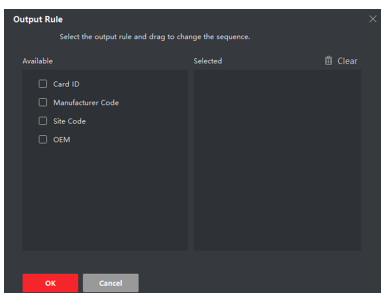 Output Rule
Select the output rule and drag to change the sequence.
Available
Selected
Clear
Card ID
Manufacturer Code
Site Code
OEM
OK
Cancel